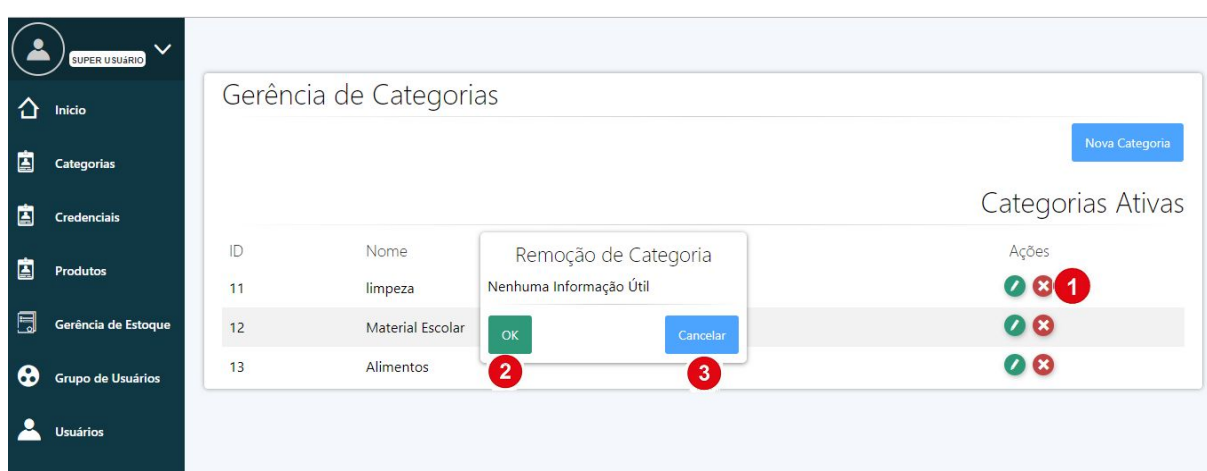 SUPER USUáRIO
Inicio
Categorias
Credenciais
Produtos
Gerência de Estoque
Grupo de Usuários
Usuários
Gerência de Categorias
Nova Categoria
Categorias Ativas
ID Nome Ações
11 limpeza 1
12 Material Escolar
13 Alimentos
Remoção de Categoria
Nenhuma Informação Útil
OK Cancelar
2 3